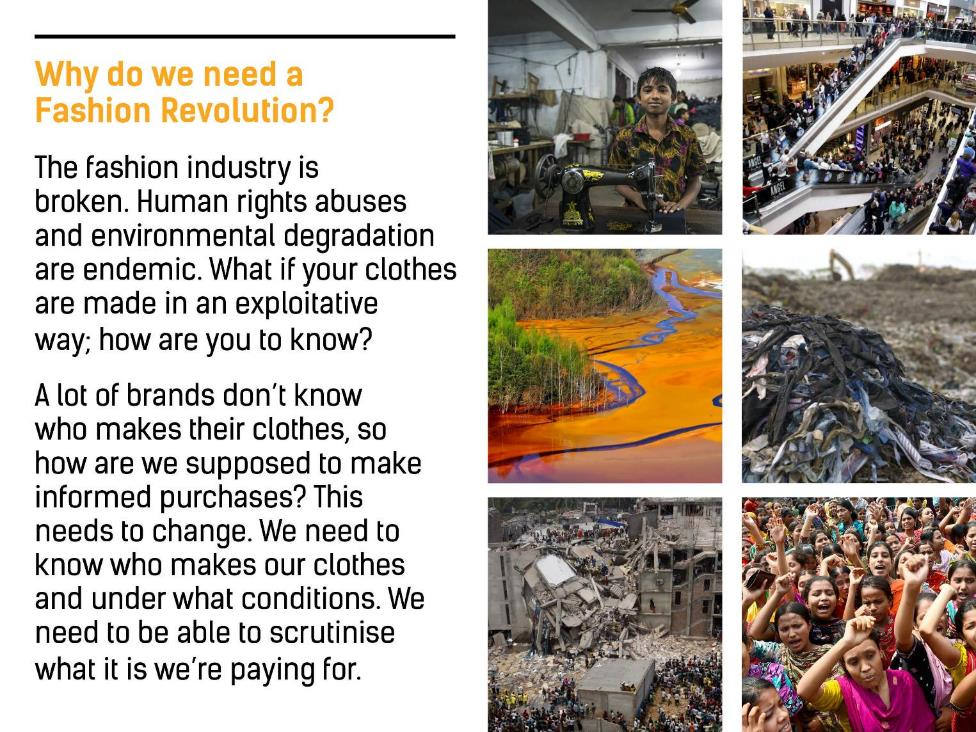 Why do we need a
Fashion Revolution?
The fashion industry is
broken. Human rights abuses
and environmental degradation
are endemic. What if your clothes
are made in an exploitative
way; how are you to know?
A lot of brands don't know
who makes their clothes, so
how are we supposed to make
informed purchases? This
needs to change. We need to
know who makes our clothes
and under what conditions. We
need to be able to scrutinise
what it is we're paying for.
ANGEL